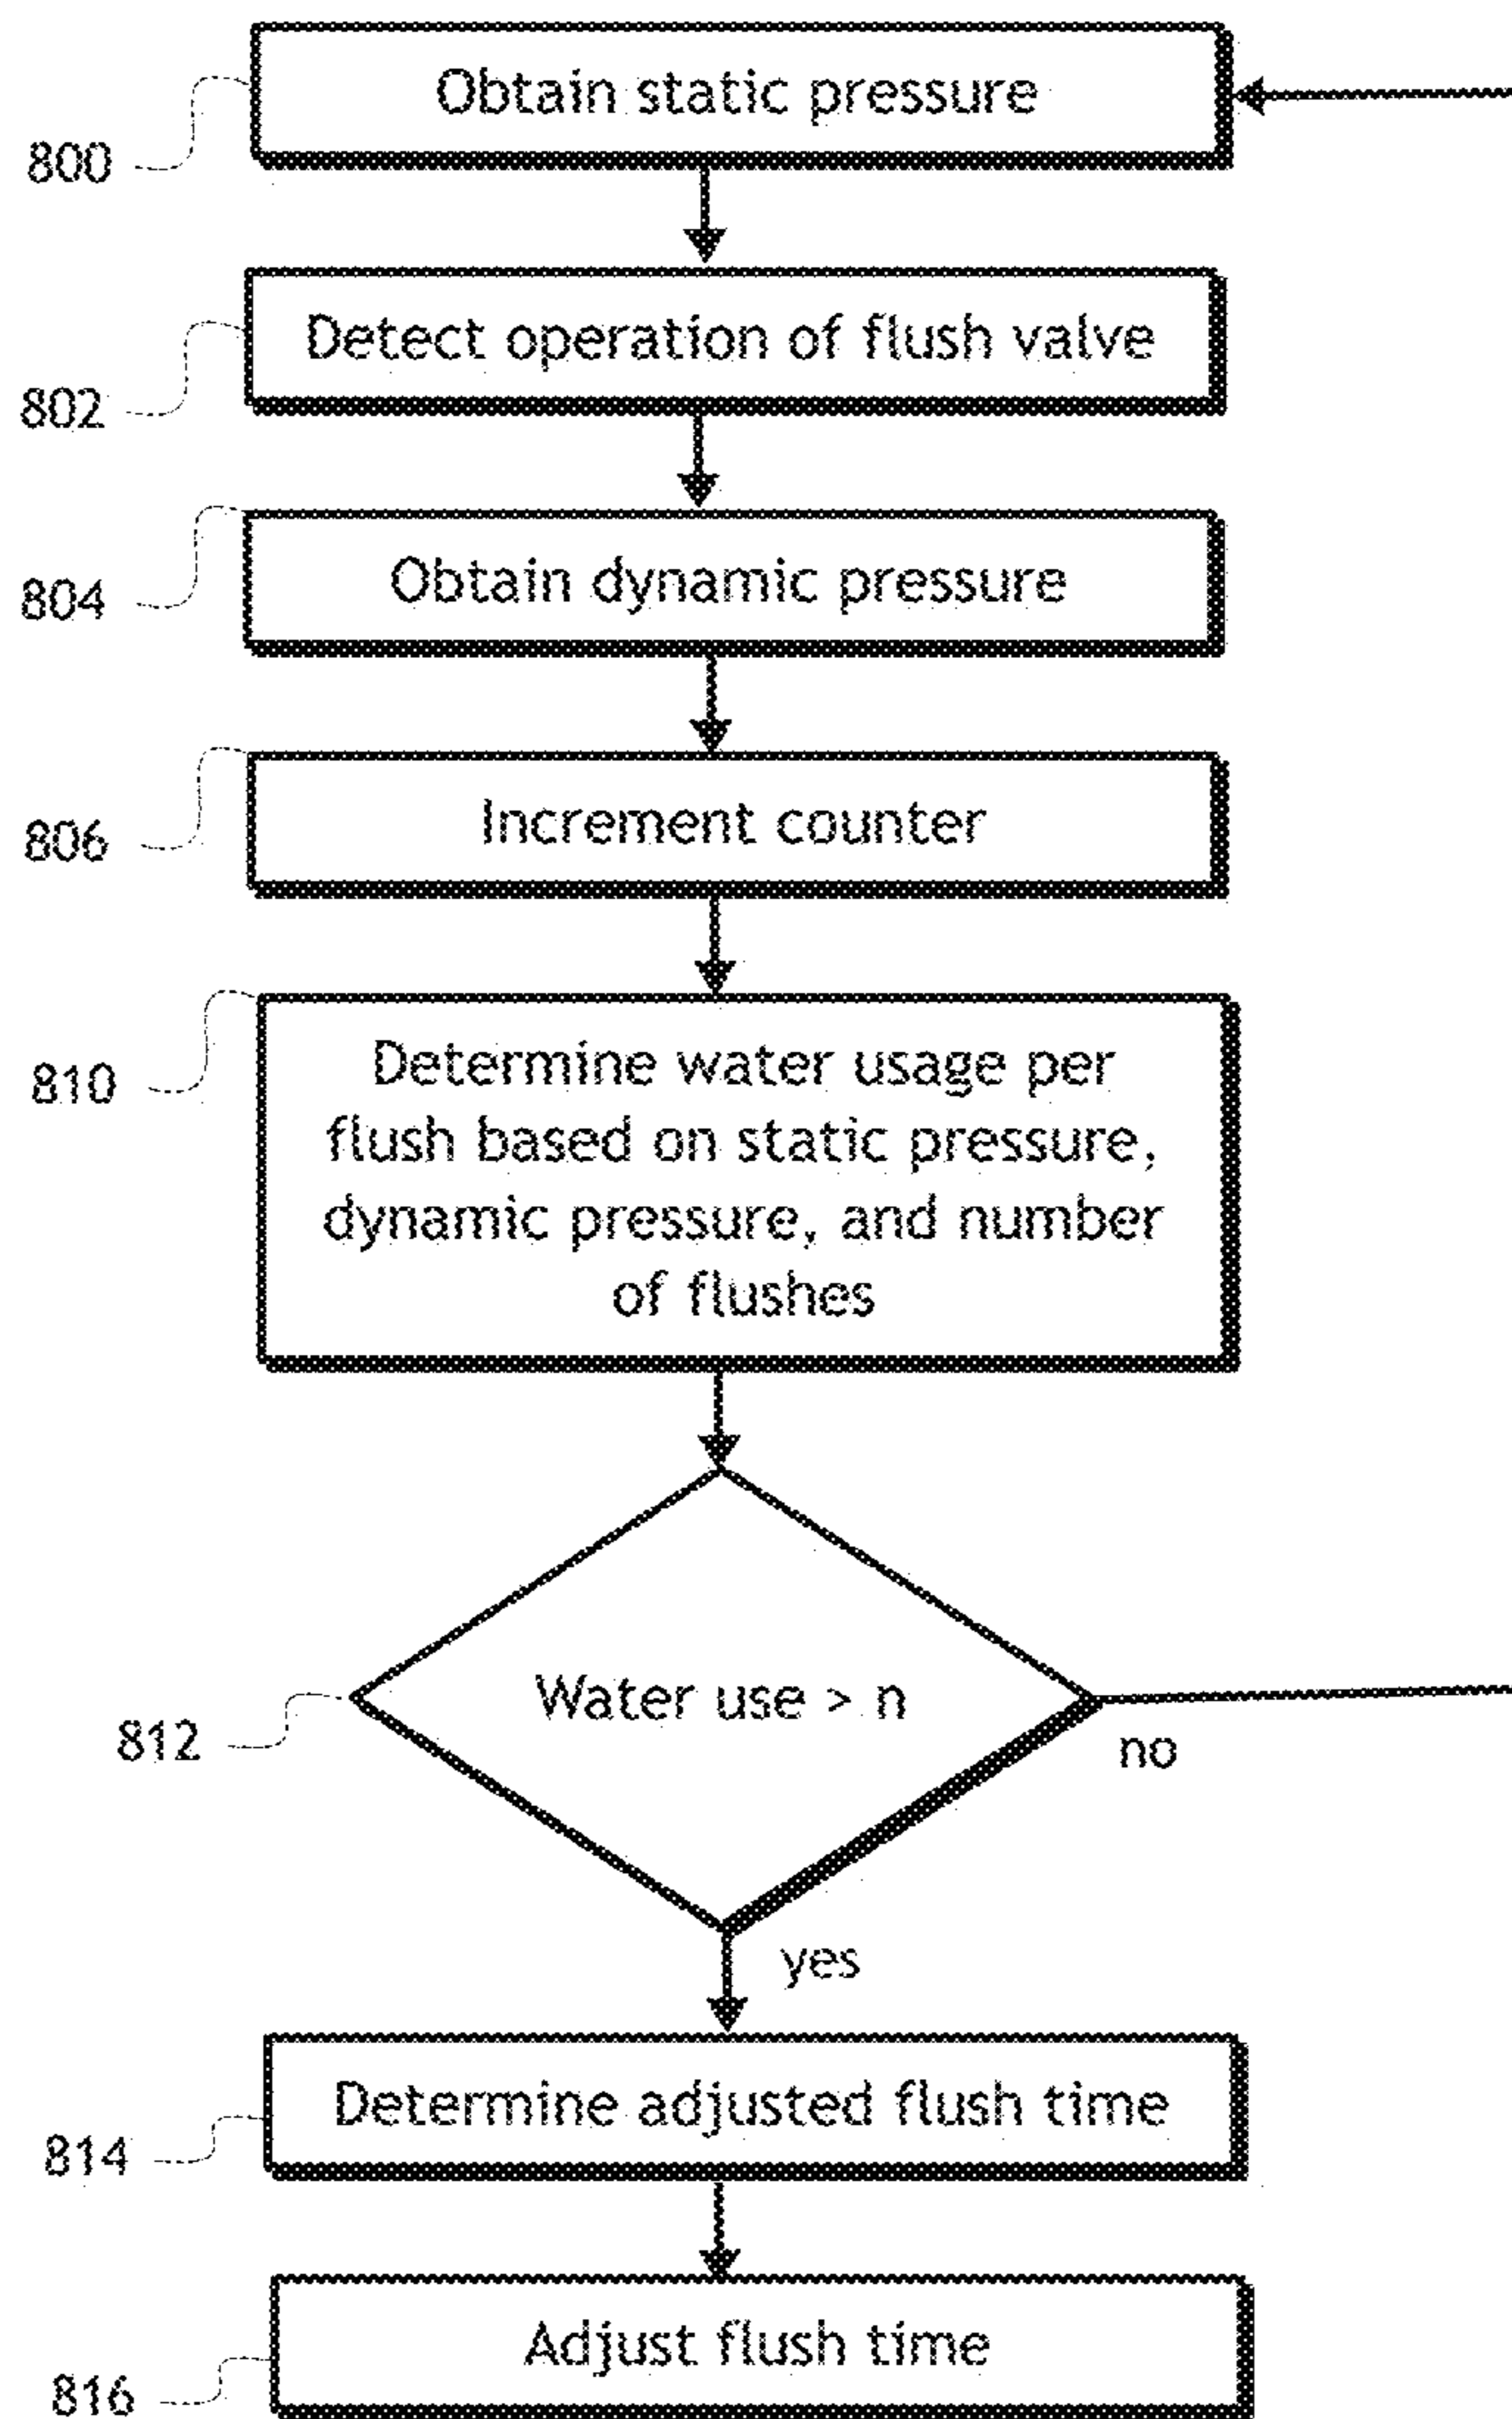 Obtain static pressure
800
Detect operation of flush valve
802
Obtain dynamic pressure
804
Increment counter
806
Determine water usage per
flush based on static pressure,
dynamic pressure, and number
of flushes
810
Water use > n
812
no
yes
Determine adjusted flush time
814
Adjust flush time
816